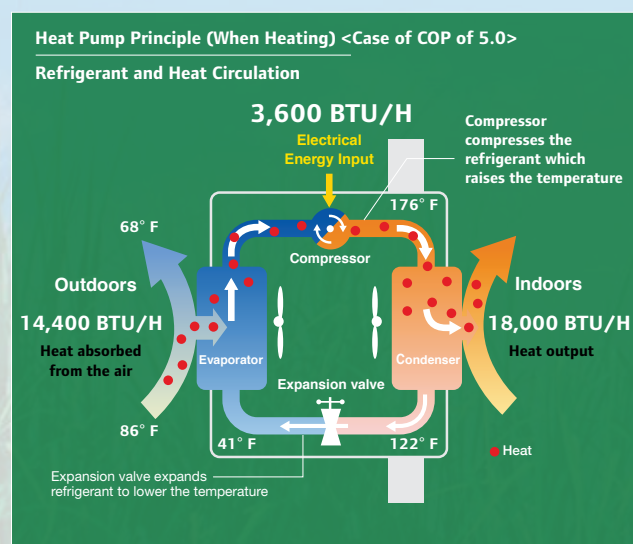 Heat Pump Principle (When Heating) <Case of COP of 5.0>
Refrigerant and Heat Circulation
3,600 BTU/H
Electrical
Energy Input
Compressor
compresses the
refrigerant which
raises the temperature
176° F
68° F
Compressor
Outdoors
14,400 BTU/H
Heat absorbed
from the air
Indoors
18,000 BTU/H
Heat output
Evaporator
Condenser
Expansion valve
86° F
41° F
122° F
Heat
Expansion valve expands
refrigerant to lower the temperature